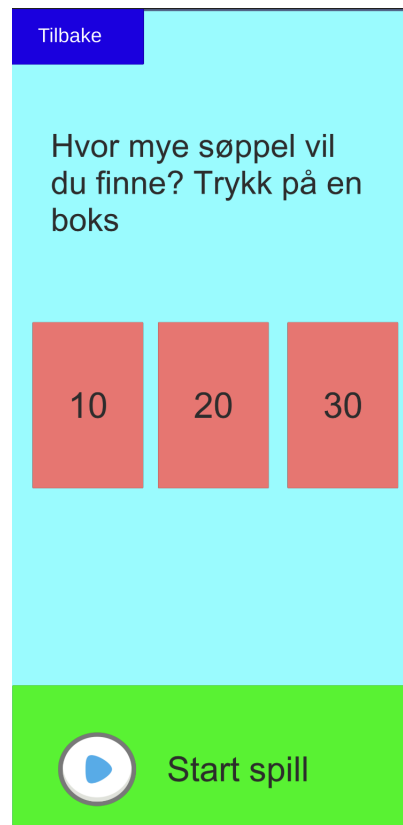 Tilbake
Hvor mye søppel vil
du finne? Trykk på en
boks
10 20 30
Start spill